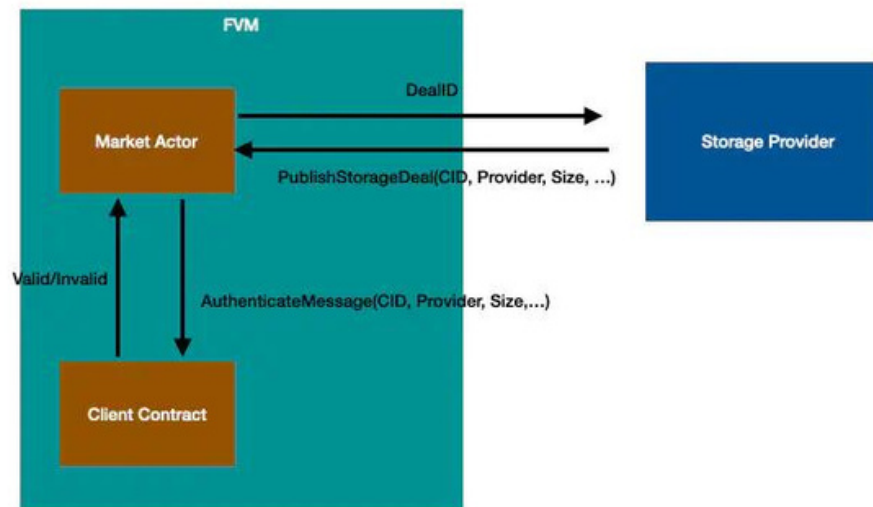 FVM
DealID
Market Actor
Storage Provider
PublishStorageDeal(CID, Provider, Size, …)
Valid/Invalid
AuthenticateMessage(CID, Provider, Size,…)
Client Contract